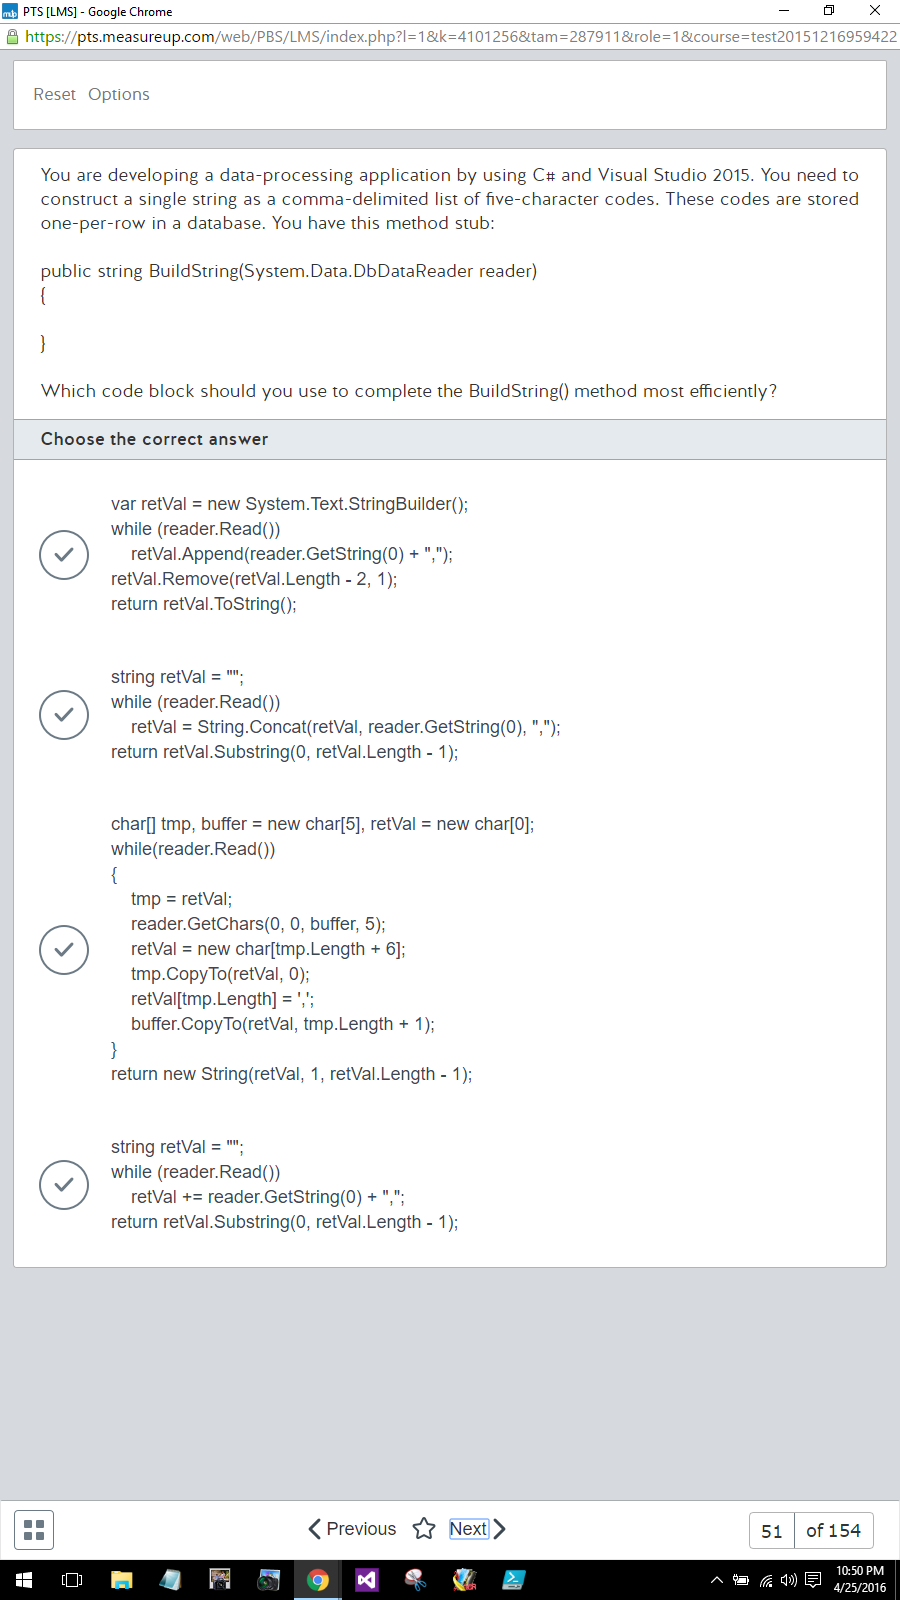 PTS [LMS] - Google Chrome
https://pts.measureup.com/web/PBS/LMS/index.php?l=1&k=4101256&tam=287911&role=1&course=test20151216959422
Reset Options
You are developing a data-processing application by using C# and Visual Studio 2015. You need to
construct a single string as a comma-delimited list of five-character codes. These codes are stored
one-per-row in a database. You have this method stub:
public string BuildString(System.Data.DbDataReader reader)
{
}
Which code block should you use to complete the BuildString() method most efficiently?
Choose the correct answer
var retVal = new System.Text.StringBuilder();
while (reader.Read())
retVal.Append(reader.GetString(0) + ",");
retVal.Remove(retVal.Length - 2, 1);
return retVal.ToString();
string retVal = "";
while (reader.Read())
retVal = String.Concat(retVal, reader.GetString(0), ",");
return retVal.Substring(0, retVal.Length - 1);
char[] tmp, buffer = new char[5], retVal = new char[0];
while(reader.Read())
{
tmp = retVal;
reader.GetChars(0, 0, buffer, 5);
retVal = new char[tmp.Length + 6];
tmp.CopyTo(retVal, 0);
retVal[tmp.Length] = ',';
buffer.CopyTo(retVal, tmp.Length + 1);
}
return new String(retVal, 1, retVal.Length - 1);
string retVal = "";
while (reader.Read())
retVal += reader.GetString(0) + ",";
return retVal.Substring(0, retVal.Length - 1);
Previous Next
51 of 154
10:50 PM
4/25/2016